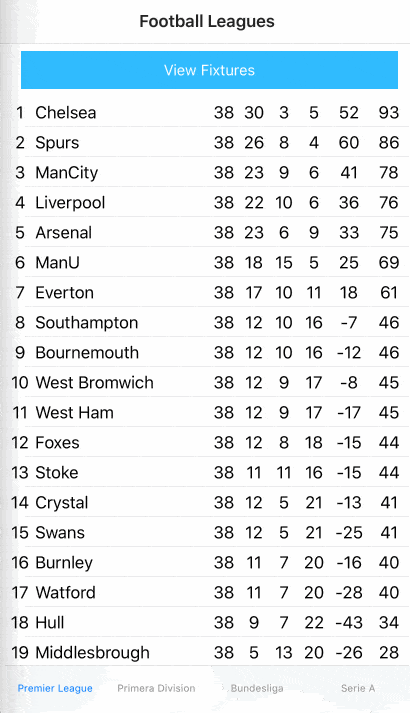 Football Leagues
View Fixtures
1 Chelsea 38 30 3 5 52 93
2 Spurs 38 26 8 4 60 86
3 ManCity 38 23 9 6 41 78
4 Liverpool 38 22 10 6 36 76
5 Arsenal 38 23 6 9 33 75
6 ManU 38 18 15 5 25 69
7 Everton 38 17 10 11 18 61
8 Southampton 38 12 10 16 -7 46
9 Bournemouth 38 12 10 16 -12 46
10 West Bromwich 38 12 9 17 -8 45
11 West Ham 38 12 9 17 -17 45
12 Foxes 38 12 8 18 -15 44
13 Stoke 38 11 11 16 -15 44
14 Crystal 38 12 5 21 -13 41
15 Swans 38 12 5 21 -25 41
16 Burnley 38 11 7 20 -16 40
17 Watford 38 11 7 20 -28 40
18 Hull 38 9 7 22 -43 34
19 Middlesbrough 38 5 13 20 -26 28
Premier League Primera Division Bundesliga Serie A